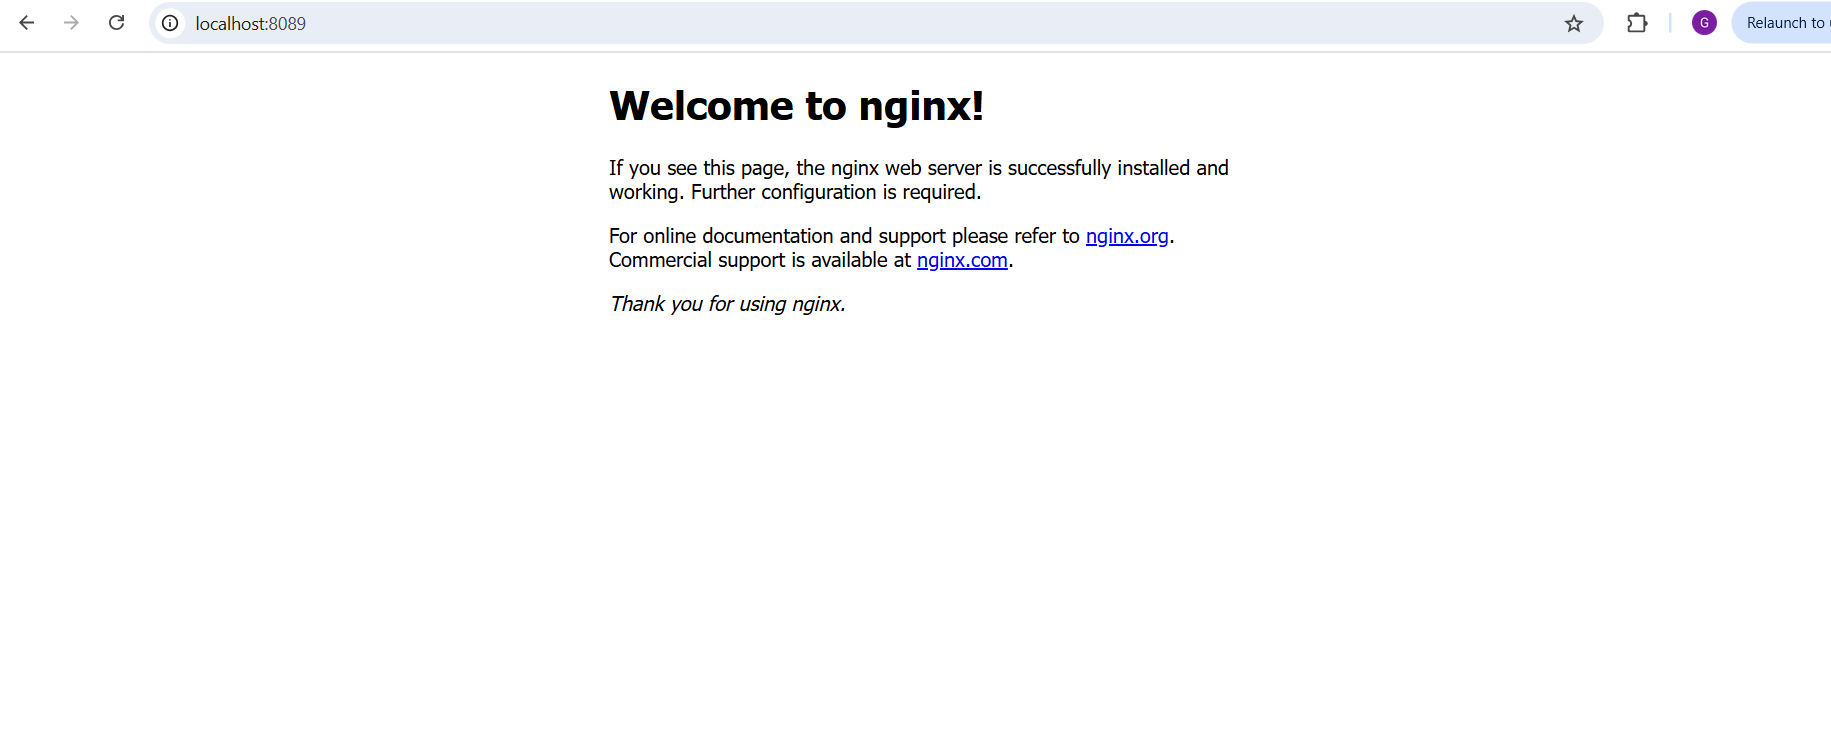 localhost:8089
G
Relaunch to
Welcome to nginx!
If you see this page, the nginx web server is successfully installed and
working. Further configuration is required.
For online documentation and support please refer to nginx.org.
Commercial support is available at nginx.com.
Thank you for using nginx.